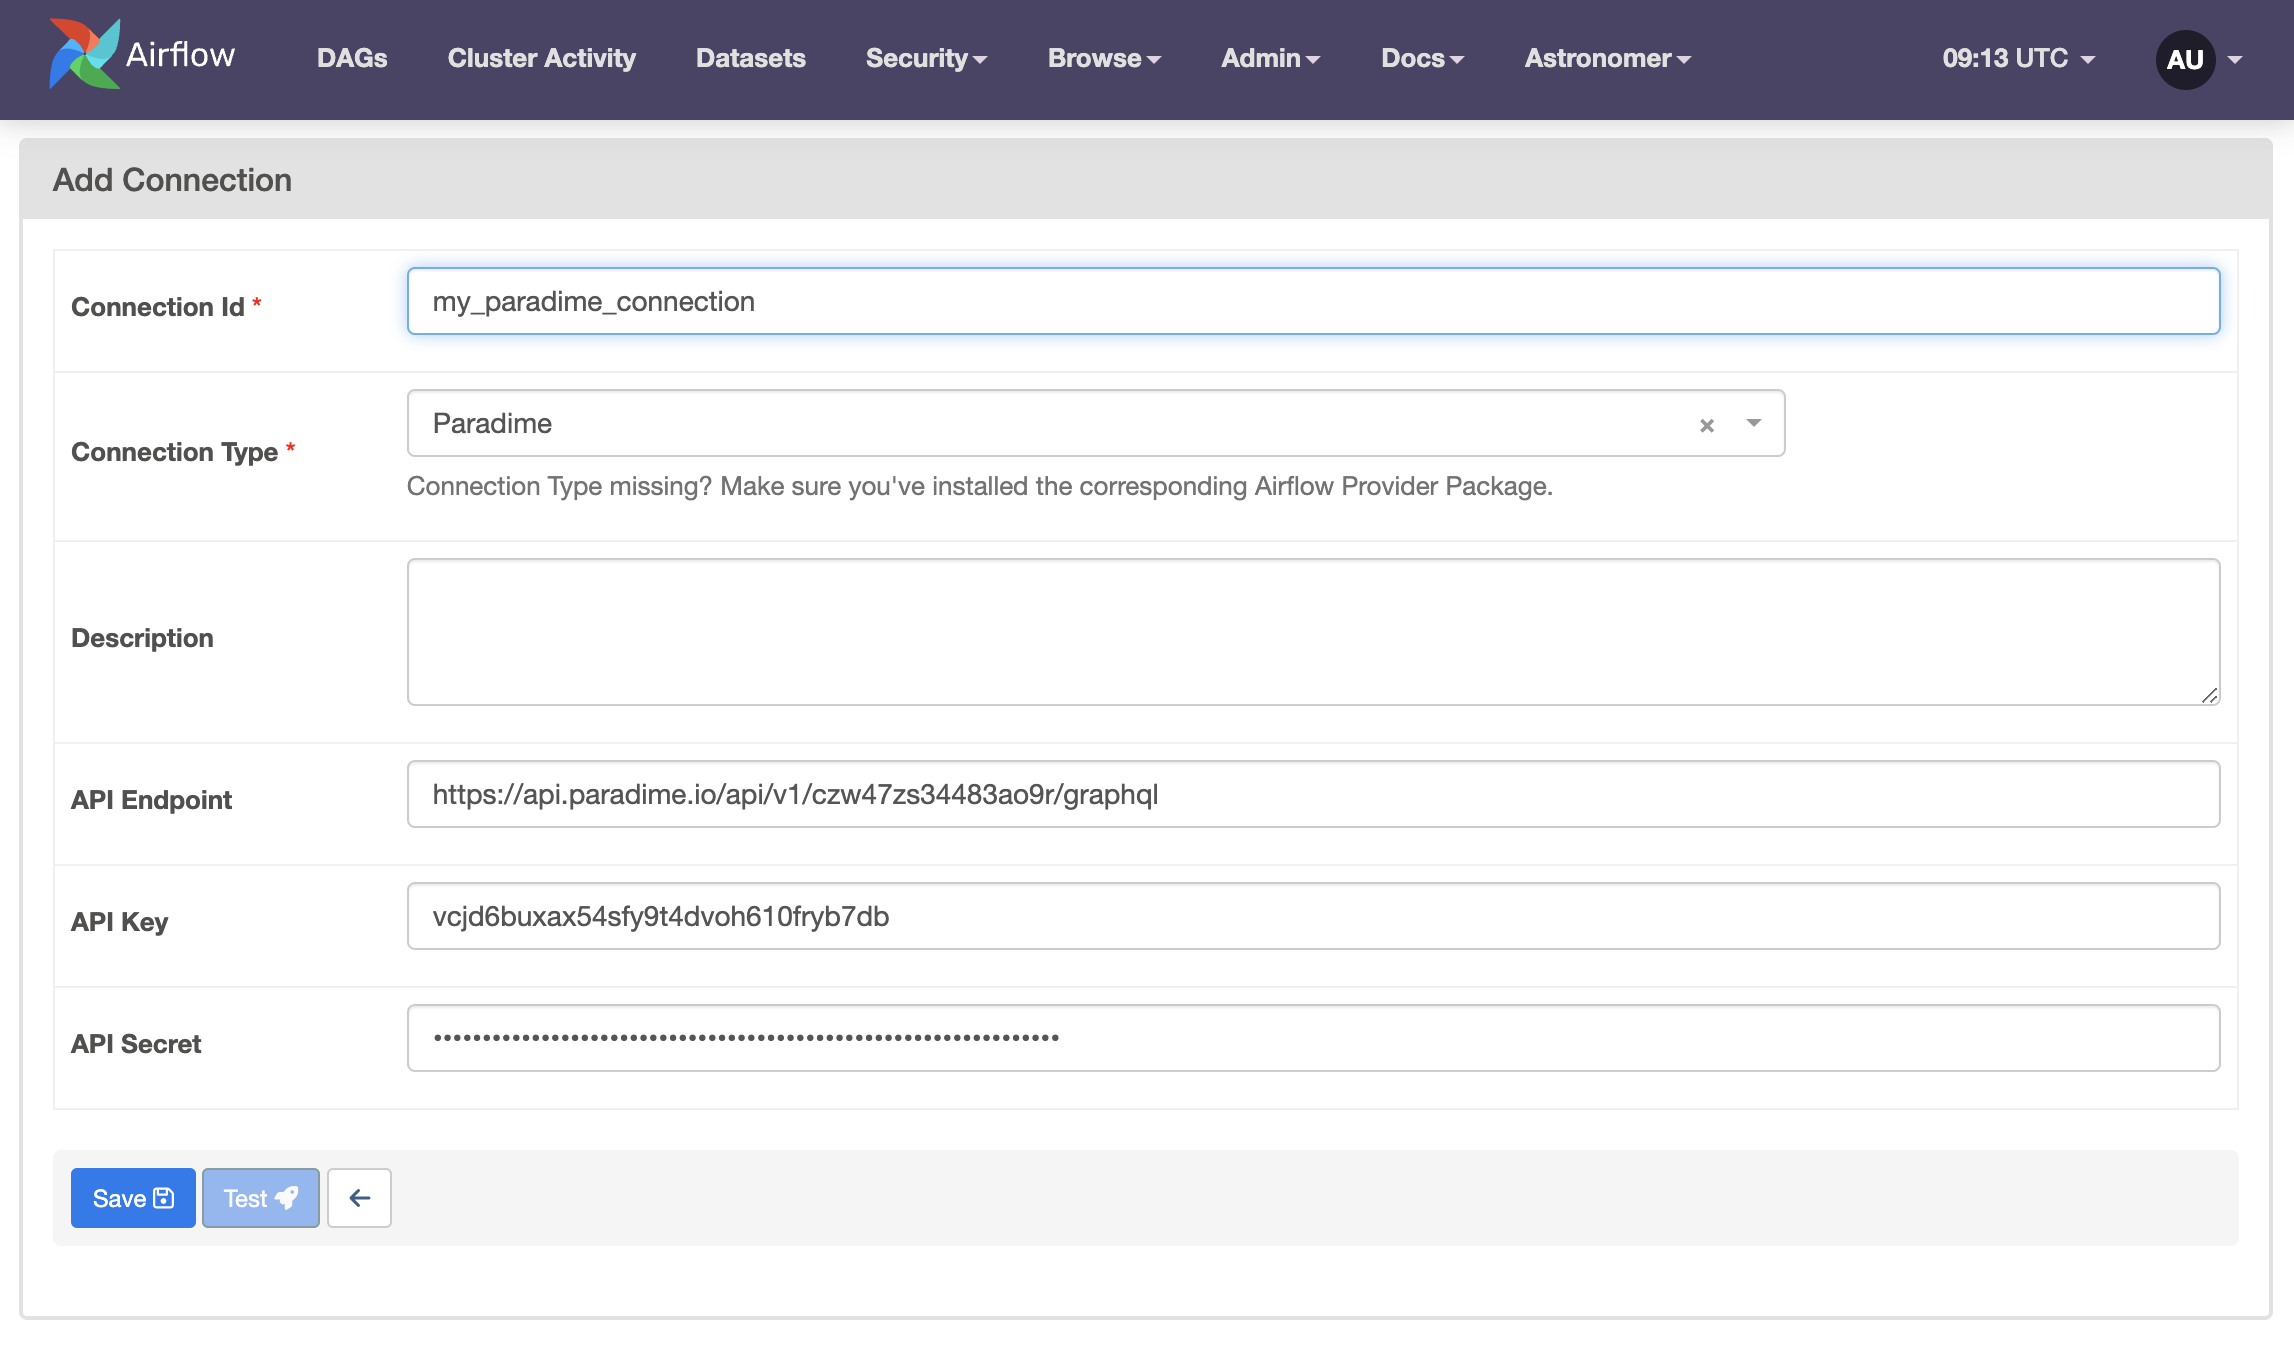 Airflow DAGs Cluster Activity Datasets Security Browse Admin Docs Astronomer 09:13 UTC AU
Add Connection
Connection Id * my_paradime_connection
Connection Type * Paradime
Connection Type missing? Make sure you've installed the corresponding Airflow Provider Package.
Description
API Endpoint https://api.paradime.io/api/v1/czw47zs34483ao9r/graphql
API Key vcjd6buxax54sfy9t4dvoh610fryb7db
API Secret
Save Test